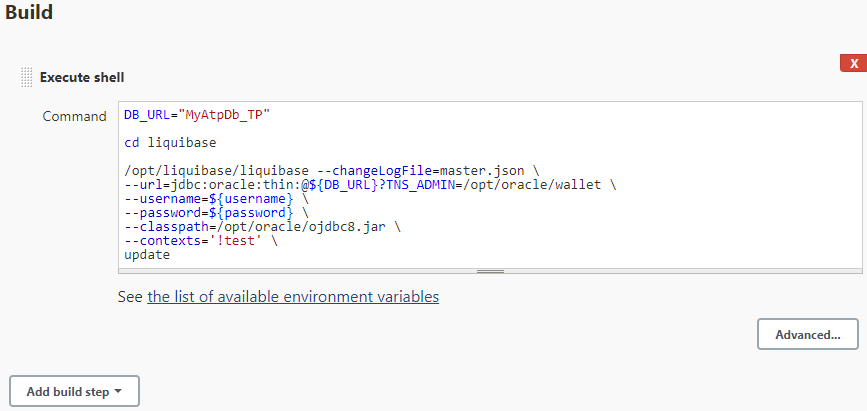 Build
X
Execute shell
Command
DB_URL="MyAtpDb_TP"
cd liquibase
/opt/liquibase/liquibase --changeLogFile=master.json \
--url=jdbc:oracle:thin:@${DB_URL}?TNS_ADMIN=/opt/oracle/wallet \
--username=${username} \
--password=${password} \
--classpath=/opt/oracle/ojdbc8.jar \
--contexts='!test' \
update
See the list of available environment variables
Advanced...
Add build step